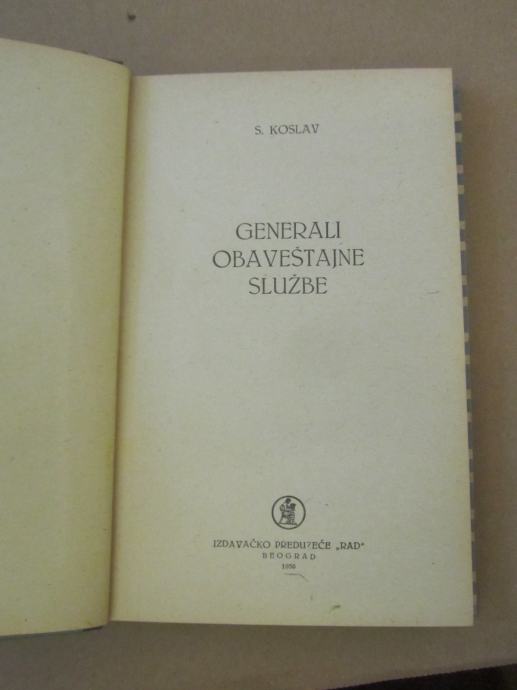 S. KOSLAV
GENERALI
OBAVEŠTAJNE
SLUŽBE
IZDAVAČKO PREDUZEĆE „RAD“
BEOGRAD
1956